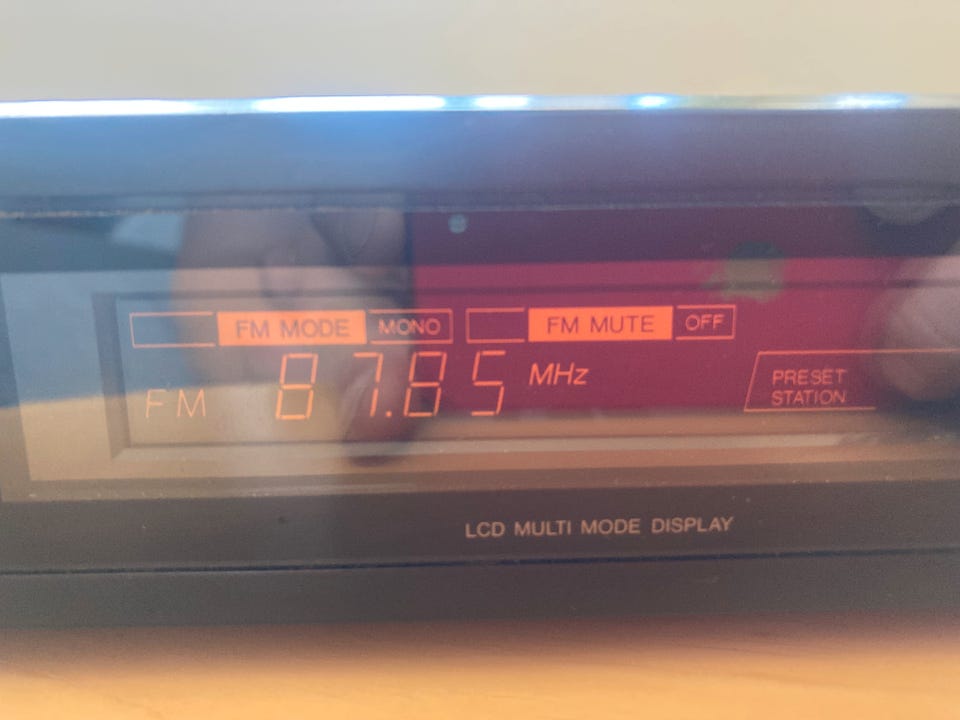 FM MODE MONO FM MUTE OFF
FM 87.85 MHz
PRESET
STATION
LCD MULTI MODE DISPLAY